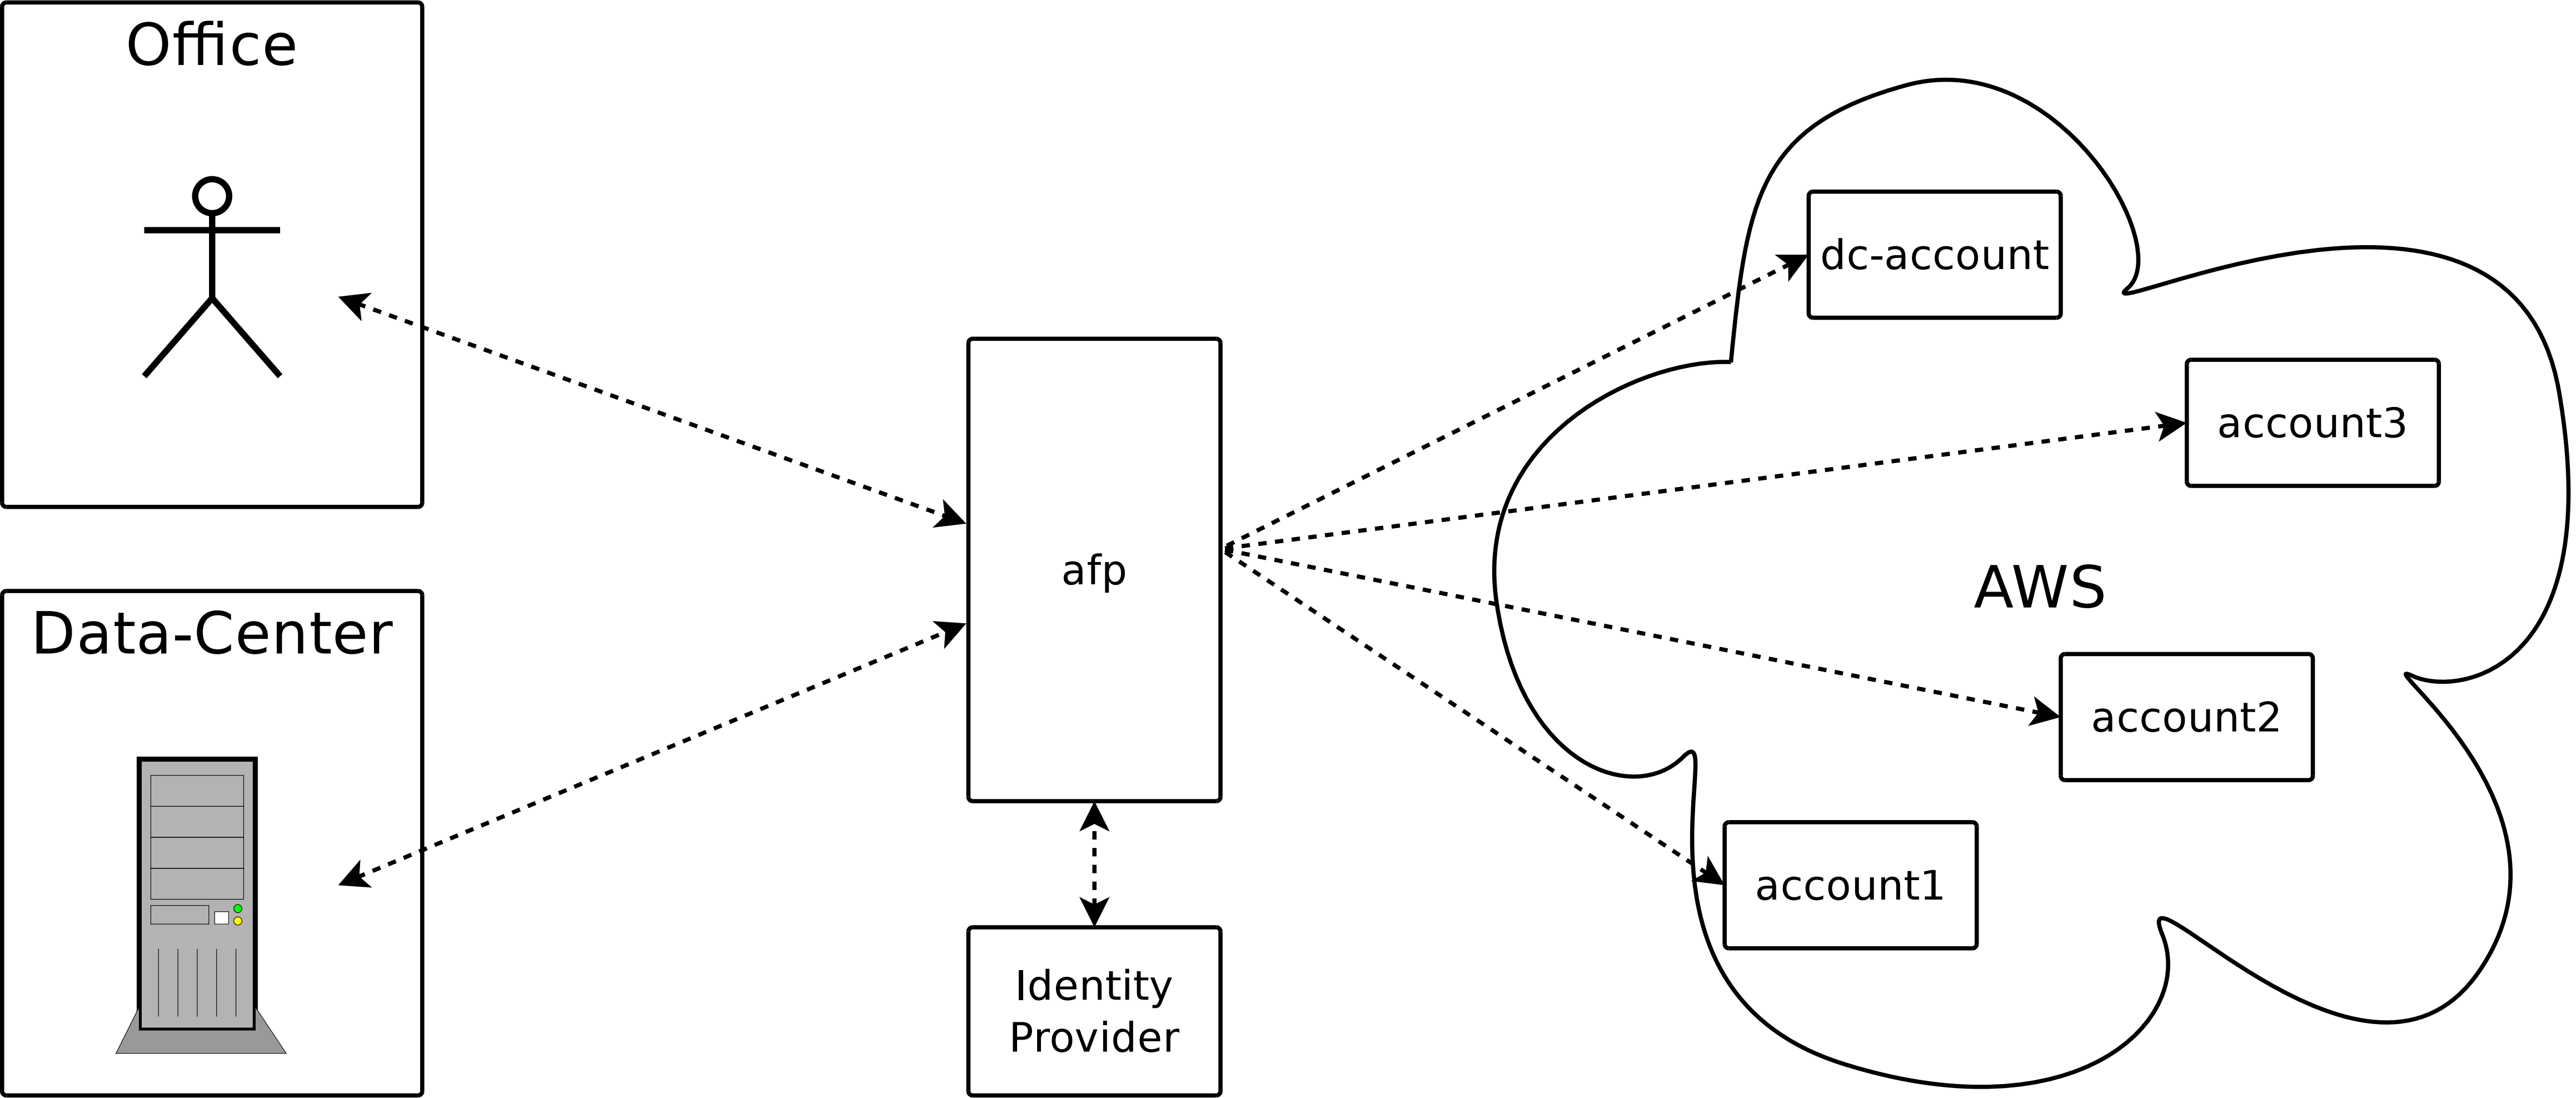 Office
Data-Center
afp
Identity
Provider
dc-account
account3
AWS
account2
account1